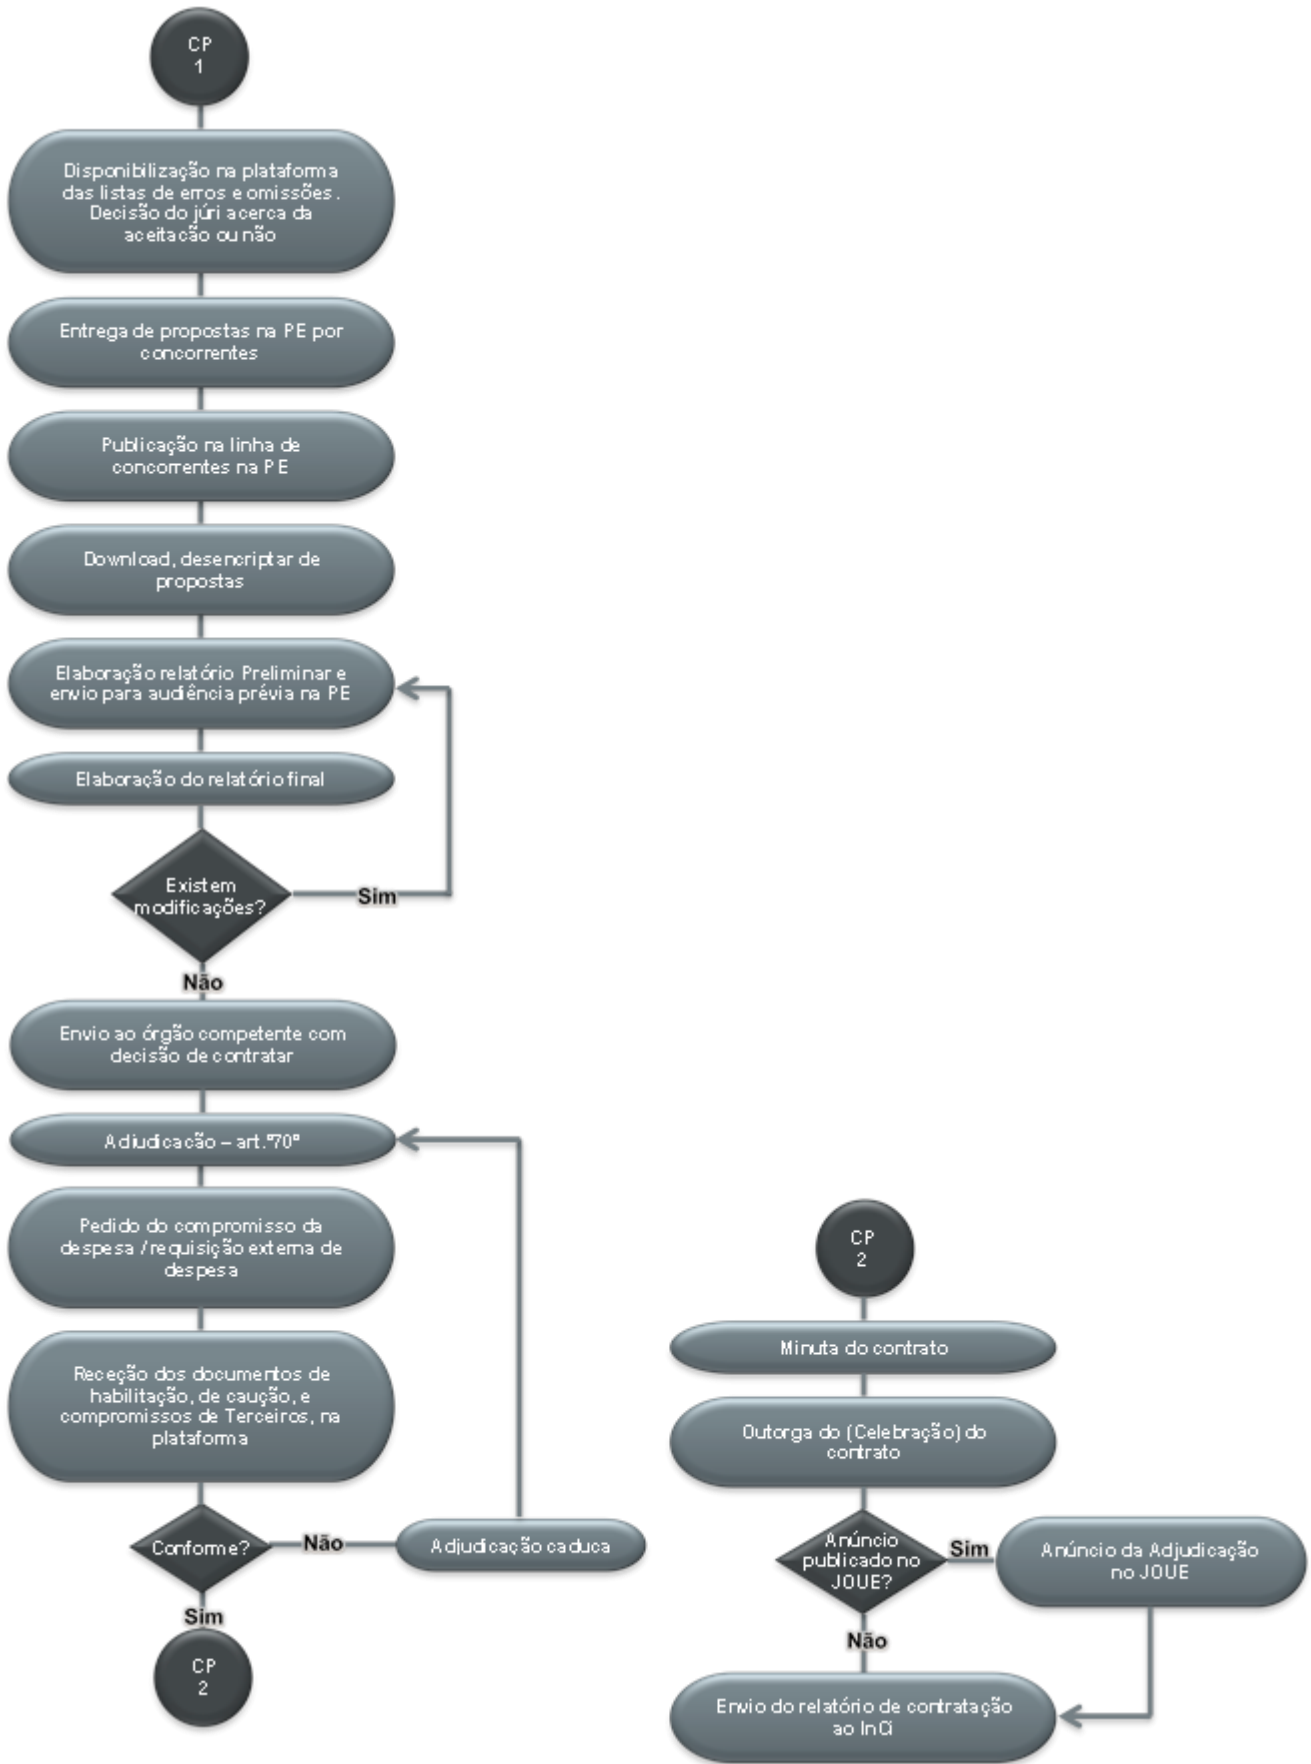 CP
1
Disponibilização na plataforma
das listas de erros e omissões.
Decisão do júri acerca da
aceitacão ou não
Entrega de propostas na PE por
concorrentes
Publicação na linha de
concorrentes na PE
Download, desencriptar de
propostas
Elaboração relatório Preliminar e
envio para audiência prévia na PE
Elaboração do relatório final
Existem
modificações?
Sim
Não
Envio ao órgão competente com
decisão de contratar
Adiudicacão – art.º70º
Pedido do compromisso da
despesa / requisição externa de
despesa
Receção dos documentos de
habilitação, de caução, e
compromissos de Terceiros, na
plataforma
Conforme?
Não
Adjudicação caduca
Sim
CP
2
CP
2
Minuta do contrato
Outorga do (Celebração) do
contrato
Anúncio
publicado no
JOUE?
Sim
Anúncio da Adjudicação
no JOUE
Não
Envio do relatório de contratação
ao InCi